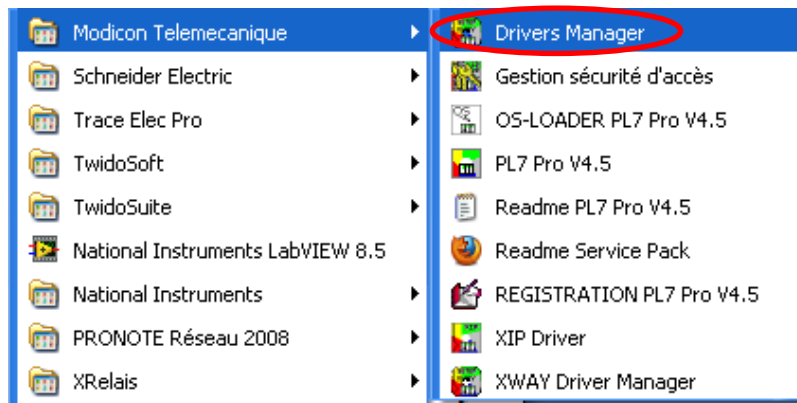 Modicon Telemecanique
Schneider Electric
Trace Elec Pro
TwidoSoft
TwidoSuite
National Instruments LabVIEW 8.5
National Instruments
PRONOTE Réseau 2008
XRelais
Drivers Manager
Gestion sécurité d'accès
OS-LOADER PL7 Pro V4.5
PL7 Pro V4.5
Readme PL7 Pro V4.5
Readme Service Pack
REGISTRATION PL7 Pro V4.5
XIP Driver
XWAY Driver Manager